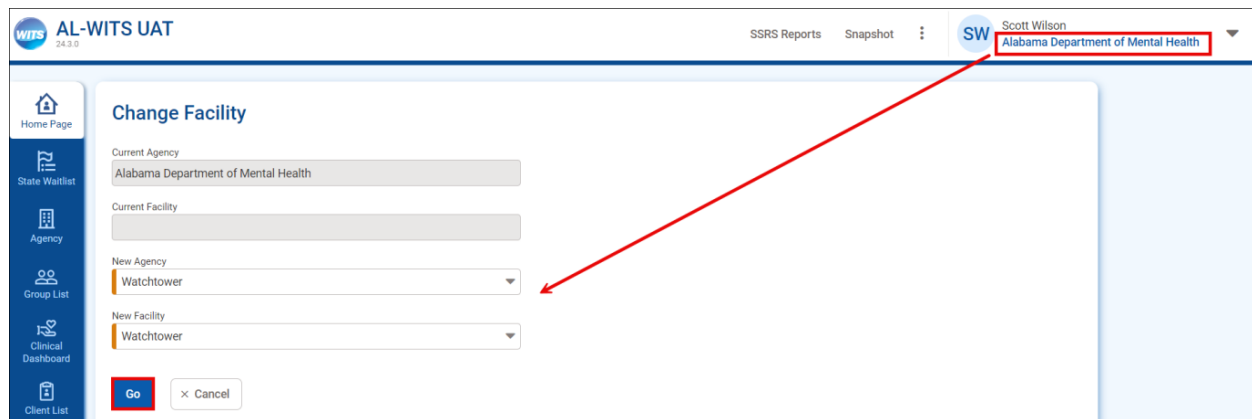 WITS
AL-WITS UAT
24.3.0
SSRS Reports
Snapshot
SW
Scott Wilson
Alabama Department of Mental Health
Home Page
State Waitlist
Agency
Group List
Clinical
Dashboard
Client List
Change Facility
Current Agency
Alabama Department of Mental Health
Current Facility
New Agency
Watchtower
New Facility
Watchtower
Go
× Cancel